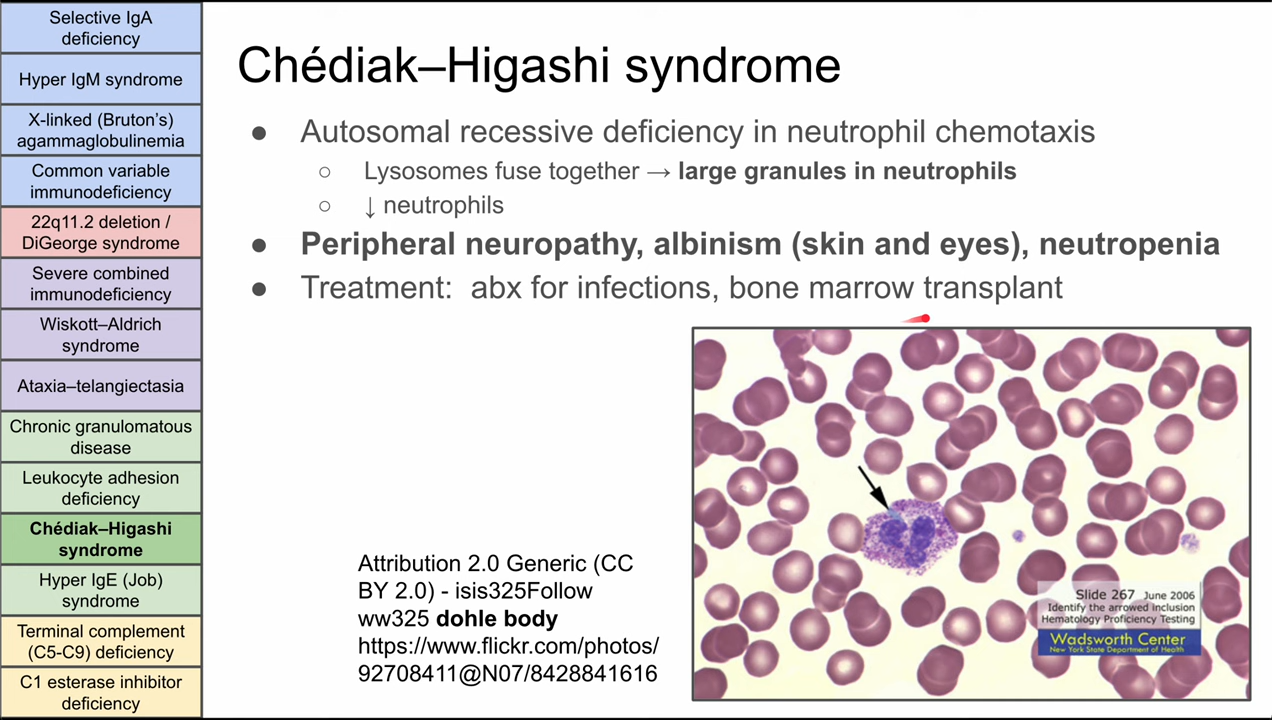 Selective IgA
deficiency
Hyper IgM syndrome
X-linked (Bruton's)
agammaglobulinemia
Common variable
immunodeficiency
22q11.2 deletion /
DiGeorge syndrome
Severe combined
immunodeficiency
Wiskott–Aldrich
syndrome
Ataxia–telangiectasia
Chronic granulomatous
disease
Leukocyte adhesion
deficiency
Chédiak–Higashi
syndrome
Hyper IgE (Job)
syndrome
Terminal complement
(C5-C9) deficiency
C1 esterase inhibitor
deficiency
Chédiak–Higashi syndrome
● Autosomal recessive deficiency in neutrophil chemotaxis
○ Lysosomes fuse together → large granules in neutrophils
○ ↓ neutrophils
● Peripheral neuropathy, albinism (skin and eyes), neutropenia
● Treatment: abx for infections, bone marrow transplant
Attribution 2.0 Generic (CC
BY 2.0) - isis325Follow
ww325 dohle body
https://www.flickr.com/photos/
92708411@N07/8428841616
Slide 267 June 2006
Identify the arrowed inclusion
Hematology Proficiency Testing
Wadsworth Center
New York State Department of Health